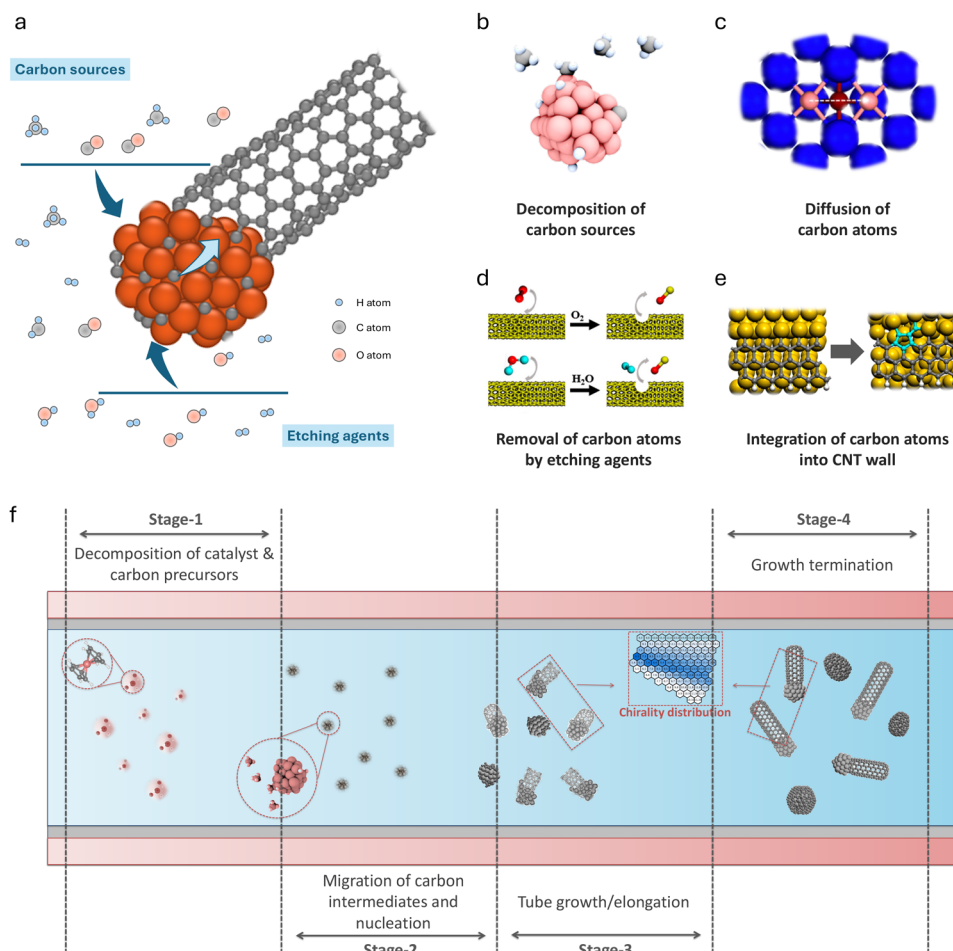 a
Carbon sources
H atom
C atom
O atom
Etching agents
b
Decomposition of
carbon sources
c
Diffusion of
carbon atoms
d
O₂
H₂O
Removal of carbon atoms
by etching agents
e
Integration of carbon atoms
into CNT wall
f
Stage-1
Decomposition of catalyst &
carbon precursors
Stage-4
Growth termination
Chirality distribution
Migration of carbon
intermediates and
nucleation
Stage-2
Tube growth/elongation
Stage-3